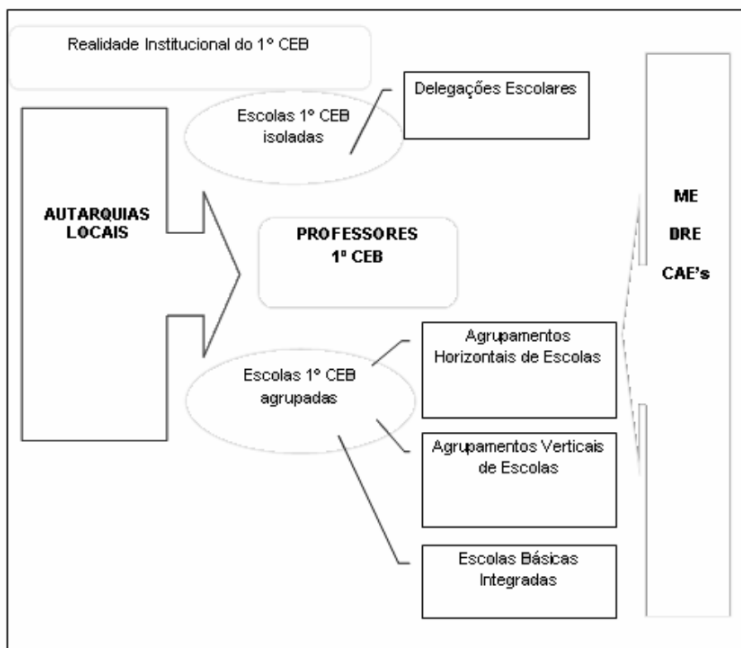 Realidade Institucional do 1º CEB
Escolas 1º CEB
isoladas
Delegações Escolares
AUTARQUIAS
LOCAIS
PROFESSORES
1º CEB
ME
DRE
CAE's
Escolas 1º CEB
agrupadas
Agrupamentos
Horizontais de Escolas
Agrupamentos Verticais
de Escolas
Escolas Básicas
Integradas